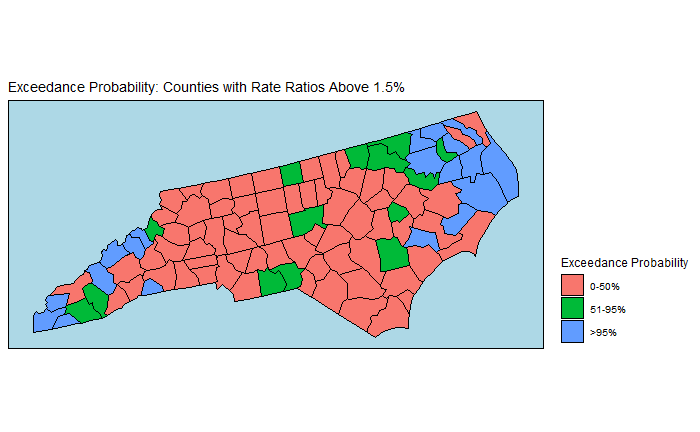 Exceedance Probability: Counties with Rate Ratios Above 1.5%
Exceedance Probability
0-50%
51-95%
>95%